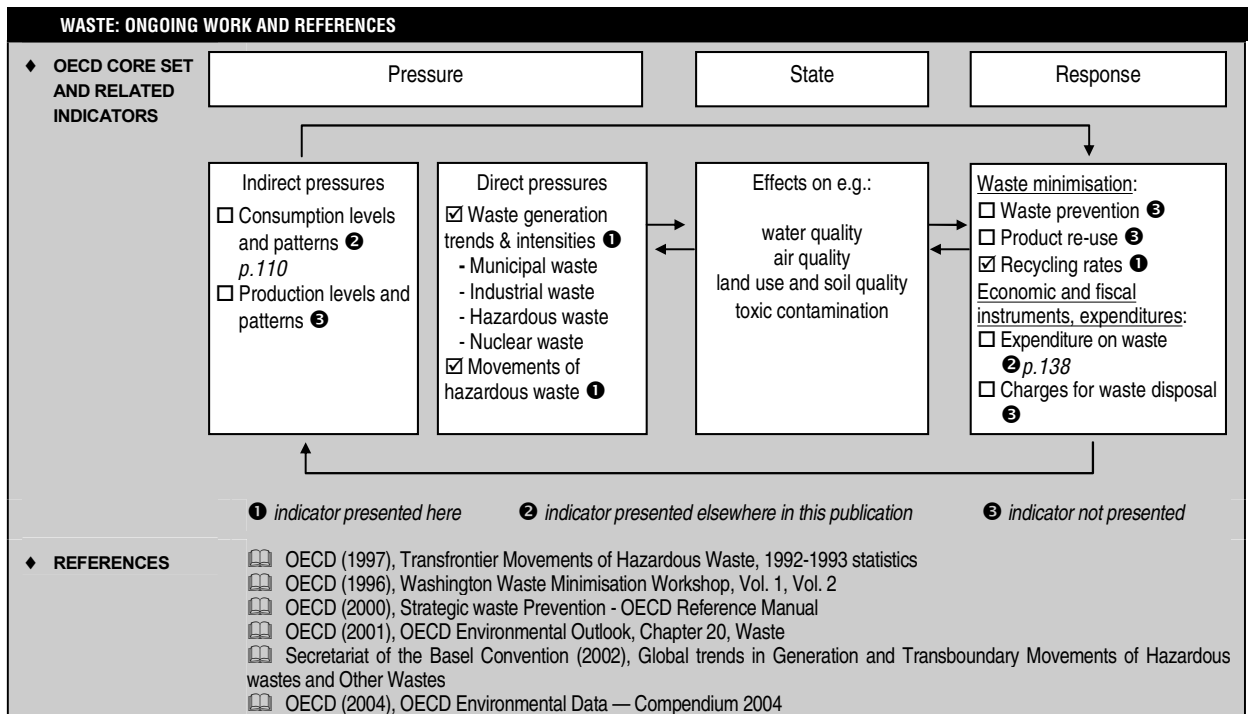 WASTE: ONGOING WORK AND REFERENCES
♦ OECD CORE SET
AND RELATED
INDICATORS
Pressure
State
Response
Indirect pressures
☐ Consumption levels
and patterns ❷
p.110
☐ Production levels and
patterns ❸
Direct pressures
☑ Waste generation
trends & intensities ❶
- Municipal waste
- Industrial waste
- Hazardous waste
- Nuclear waste
☑ Movements of
hazardous waste ❶
Effects on e.g.:
water quality
air quality
land use and soil quality
toxic contamination
Waste minimisation:
☐ Waste prevention ❸
☐ Product re-use ❸
☑ Recycling rates ❶
Economic and fiscal
instruments, expenditures:
☐ Expenditure on waste
❷ p.138
☐ Charges for waste disposal
❸
❶ indicator presented here ❷ indicator presented elsewhere in this publication ❸ indicator not presented
♦ REFERENCES
🕮 OECD (1997), Transfrontier Movements of Hazardous Waste, 1992-1993 statistics
🕮 OECD (1996), Washington Waste Minimisation Workshop, Vol. 1, Vol. 2
🕮 OECD (2000), Strategic waste Prevention - OECD Reference Manual
🕮 OECD (2001), OECD Environmental Outlook, Chapter 20, Waste
🕮 Secretariat of the Basel Convention (2002), Global trends in Generation and Transboundary Movements of Hazardous
wastes and Other Wastes
🕮 OECD (2004), OECD Environmental Data — Compendium 2004